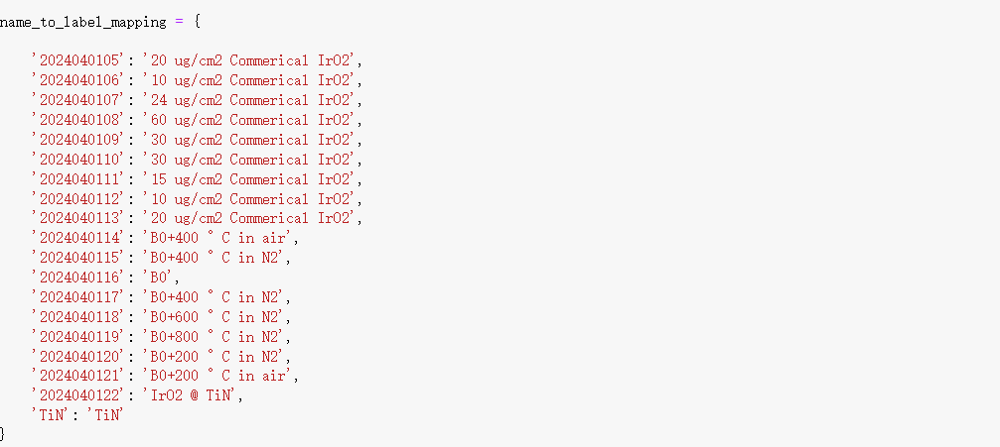 name_to_label_mapping = {
'2024040105': '20 ug/cm2 Commerical IrO2',
'2024040106': '10 ug/cm2 Commerical IrO2',
'2024040107': '24 ug/cm2 Commerical IrO2',
'2024040108': '60 ug/cm2 Commerical IrO2',
'2024040109': '30 ug/cm2 Commerical IrO2',
'2024040110': '30 ug/cm2 Commerical IrO2',
'2024040111': '15 ug/cm2 Commerical IrO2',
'2024040112': '10 ug/cm2 Commerical IrO2',
'2024040113': '20 ug/cm2 Commerical IrO2',
'2024040114': 'B0+400 ° C in air',
'2024040115': 'B0+400 ° C in N2',
'2024040116': 'B0',
'2024040117': 'B0+400 ° C in N2',
'2024040118': 'B0+600 ° C in N2',
'2024040119': 'B0+800 ° C in N2',
'2024040120': 'B0+200 ° C in N2',
'2024040121': 'B0+200 ° C in air',
'2024040122': 'IrO2 @ TiN',
'TiN': 'TiN'
}